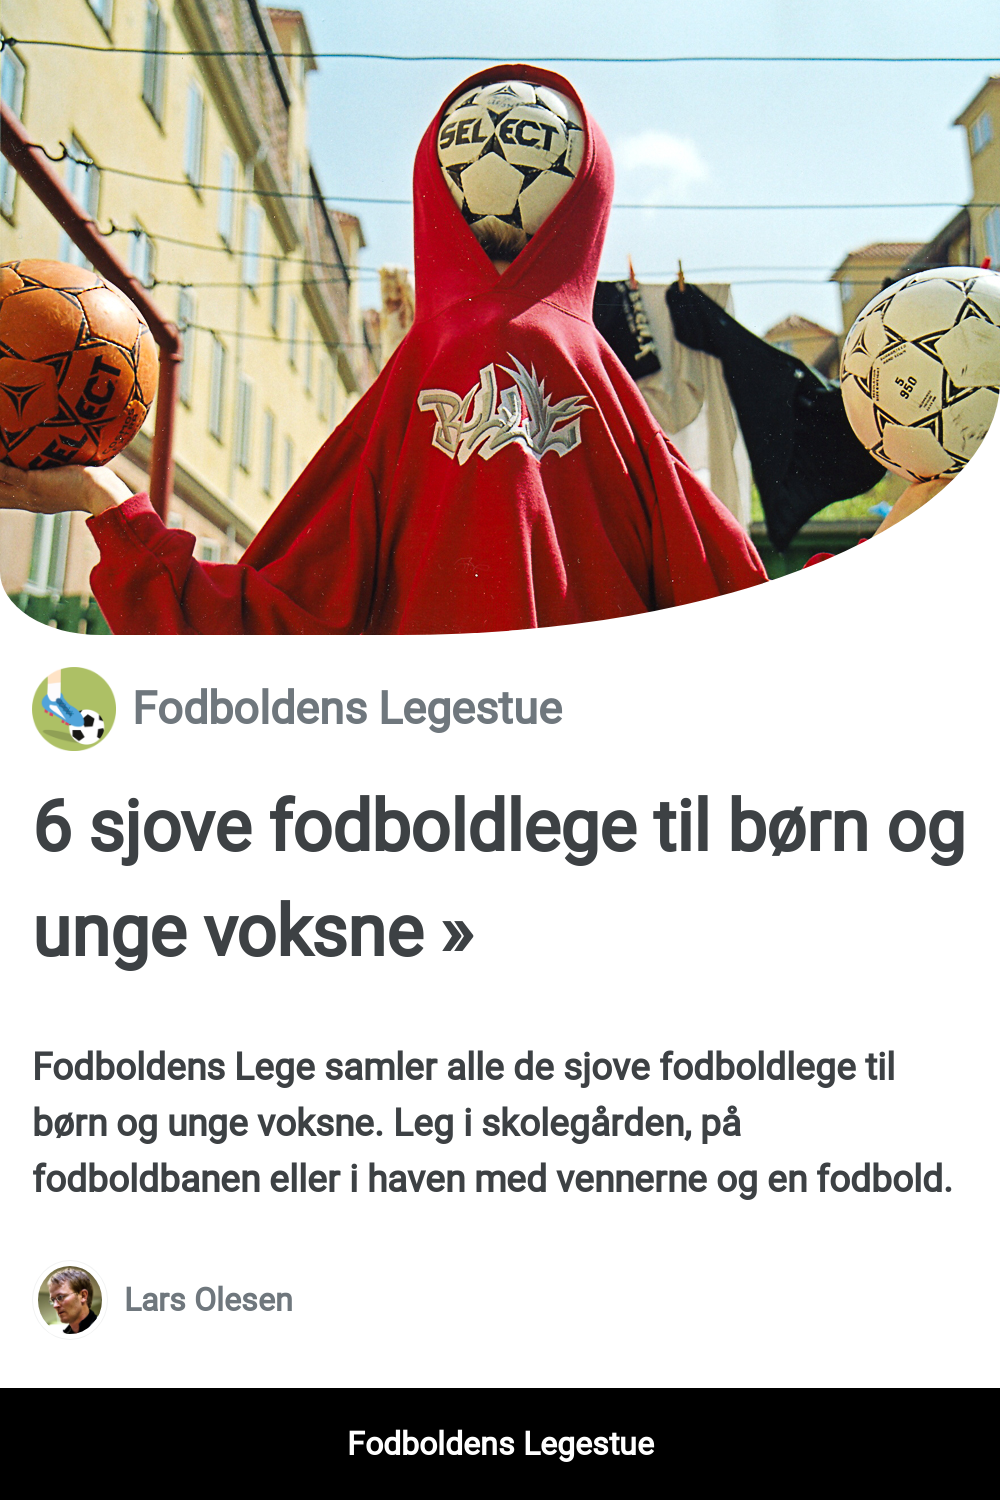 SELECT
SELECT
5
950
Fodboldens Legestue
6 sjove fodboldlege til børn og
unge voksne »
Fodboldens Lege samler alle de sjove fodboldlege til
børn og unge voksne. Leg i skolegården, på
fodboldbanen eller i haven med vennerne og en fodbold.
Lars Olesen
Fodboldens Legestue